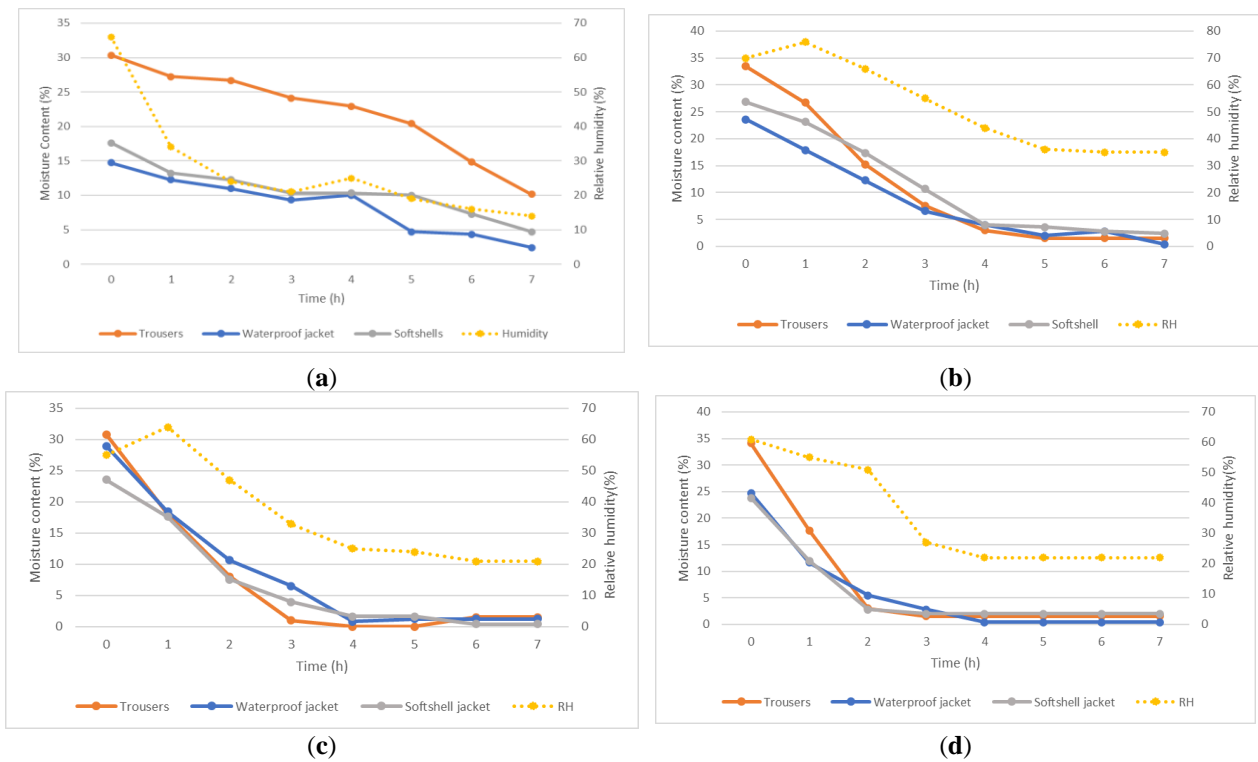 35
30
25
20
15
10
5
0
Moisture Content (%)
70
60
50
40
30
20
10
0
Relative humidity (%)
0 1 2 3 4 5 6 7
Time (h)
Trousers Waterproof jacket Softshells Humidity
(a)
40
35
30
25
20
15
10
5
0
Moisture content (%)
80
70
60
50
40
30
20
10
0
Relative humidity (%)
0 1 2 3 4 5 6 7
Time (h)
Trousers Waterproof jacket Softshell RH
(b)
35
30
25
20
15
10
5
0
Moisture content (%)
70
60
50
40
30
20
10
0
Relative humidity(%)
0 1 2 3 4 5 6 7
Time (h)
Trousers Waterproof jacket Softshell jacket RH
(c)
40
35
30
25
20
15
10
5
0
Moisture content (%)
70
60
50
40
30
20
10
0
Relative humidity (%)
0 1 2 3 4 5 6 7
Time (h)
Trousers Waterproof jacket Softshell jacket RH
(d)